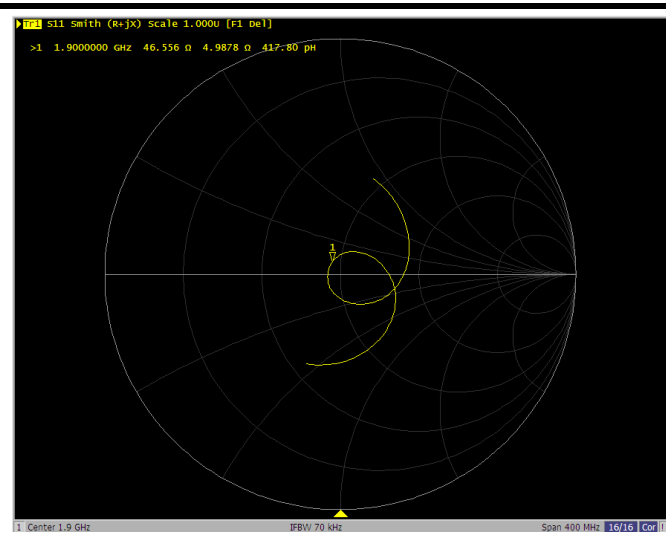 Tr1 S11 Smith (R+jX) Scale 1.000U [F1 Del]
>1 1.9000000 GHz 46.556 Ω 4.9878 Ω 417.80 pH
1
1 Center 1.9 GHz IFBW 70 kHz Span 400 MHz 16/16 Cor !